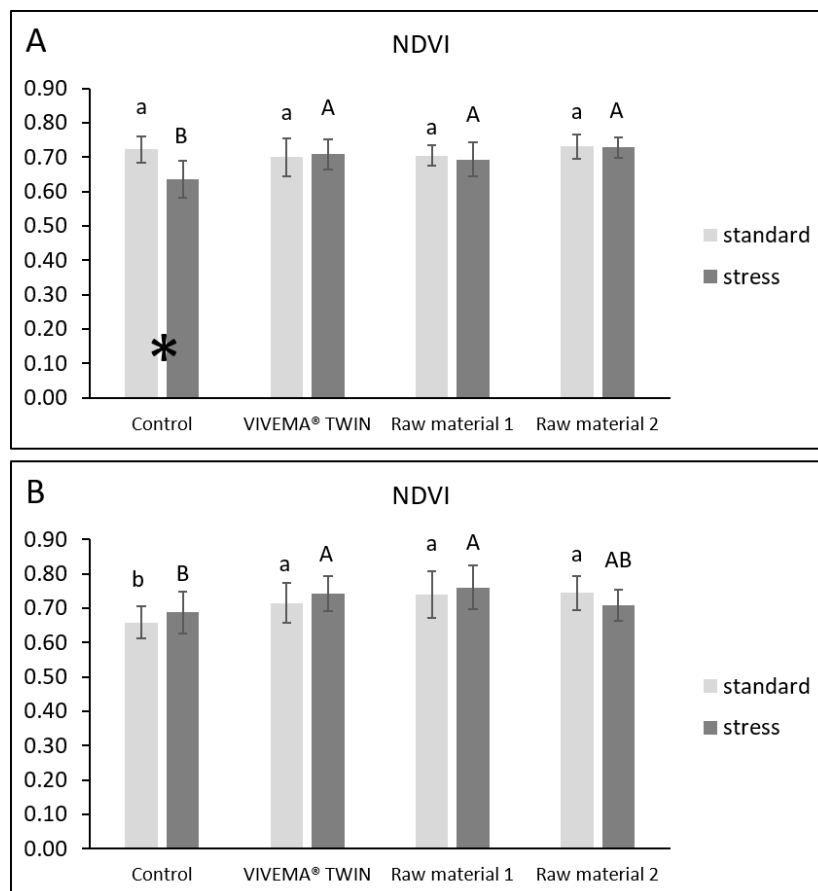 A
NDVI
0.90
0.80
0.70
0.60
0.50
0.40
0.30
0.20
0.10
0.00
a
B
a
A
a
A
a
A
*
Control
VIVEMA® TWIN
Raw material 1
Raw material 2
standard
stress
B
NDVI
0.90
0.80
0.70
0.60
0.50
0.40
0.30
0.20
0.10
0.00
b
B
a
A
a
A
a
AB
Control
VIVEMA® TWIN
Raw material 1
Raw material 2
standard
stress